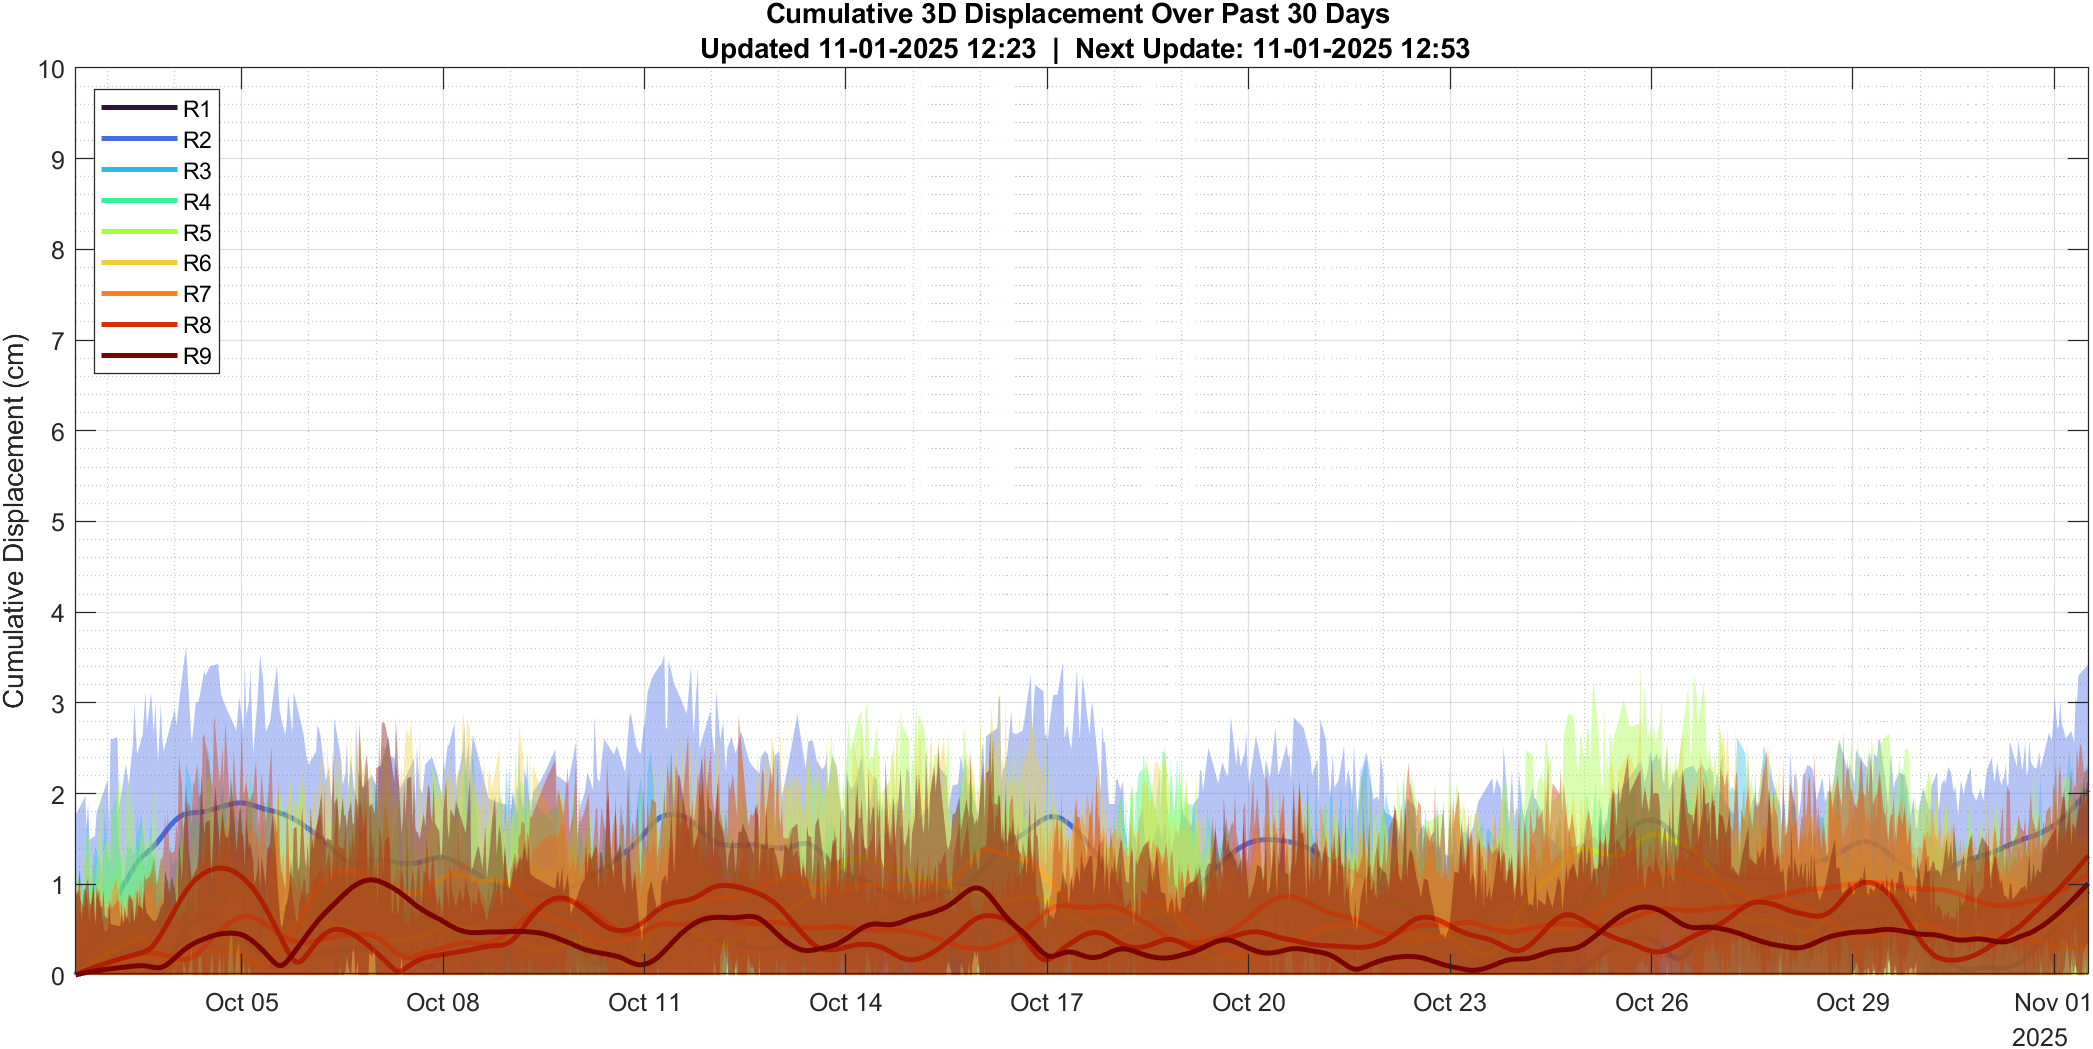 Cumulative 3D Displacement Over Past 30 Days
Updated 11-01-2025 12:23 | Next Update: 11-01-2025 12:53
Cumulative Displacement (cm)
10
9
8
7
6
5
4
3
2
1
0
R1
R2
R3
R4
R5
R6
R7
R8
R9
Oct 05 Oct 08 Oct 11 Oct 14 Oct 17 Oct 20 Oct 23 Oct 26 Oct 29 Nov 01
2025